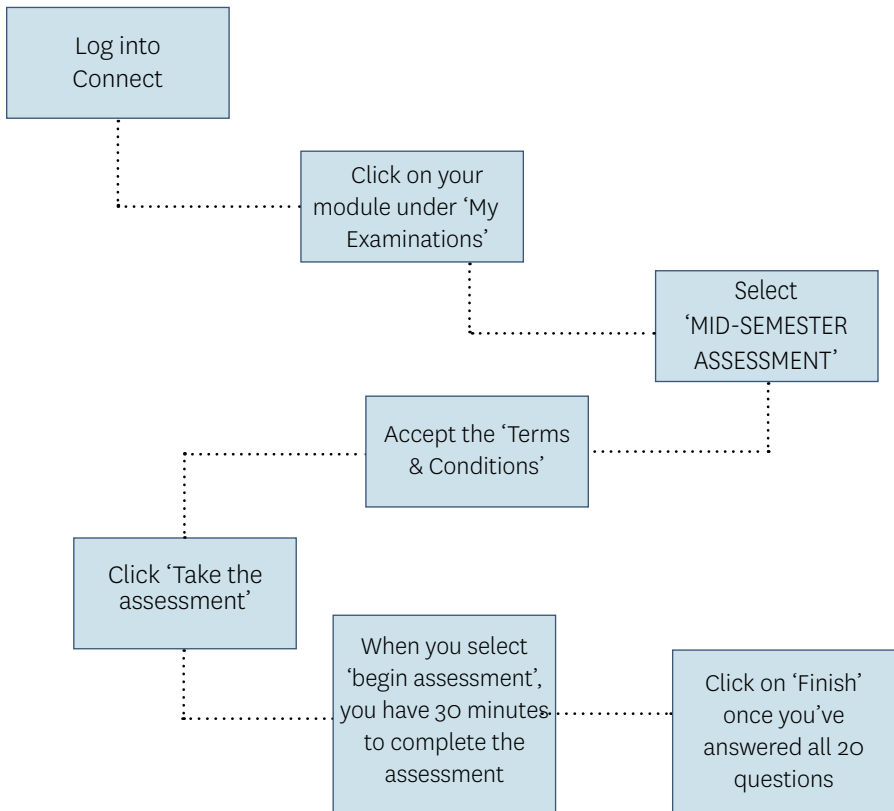 Log into
Connect
Click on your
module under ‘My
Examinations’
Select
‘MID-SEMESTER
ASSESSMENT’
Accept the ‘Terms
& Conditions’
Click ‘Take the
assessment’
When you select
‘begin assessment’,
you have 30 minutes
to complete the
assessment
Click on ‘Finish’
once you’ve
answered all 20
questions